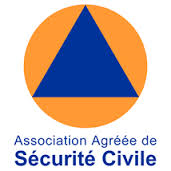 Association Agréée de
Sécurité Civile